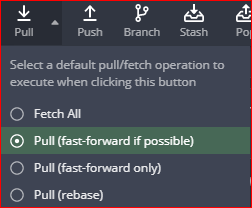 Pull Push Branch Stash
Select a default pull/fetch operation to
execute when clicking this button
Fetch All
Pull (fast-forward if possible)
Pull (fast-forward only)
Pull (rebase)